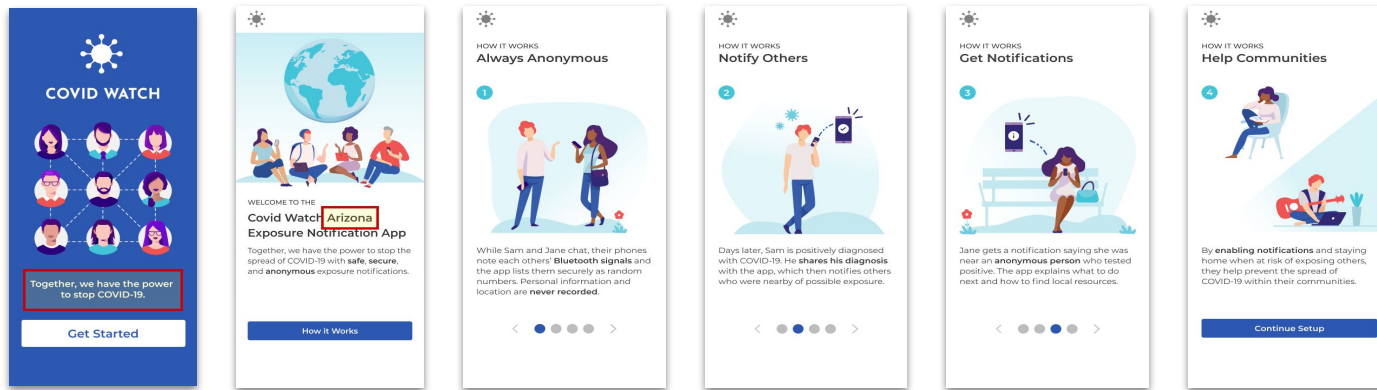 COVID WATCH
Together, we have the power
to stop COVID-19.
Get Started
WELCOME TO THE
Covid Watch Arizona
Exposure Notification App
Together, we have the power to stop the
spread of COVID-19 with safe, secure,
and anonymous exposure notifications.
How it Works
HOW IT WORKS
Always Anonymous
1
While Sam and Jane chat, their phones
note each others' Bluetooth signals and
the app lists them securely as random
numbers. Personal information and
location are never recorded.
HOW IT WORKS
Notify Others
2
Days later, Sam is positively diagnosed
with COVID-19. He shares his diagnosis
with the app, which then notifies others
who were nearby of possible exposure.
HOW IT WORKS
Get Notifications
3
Jane gets a notification saying she was
near an anonymous person who tested
positive. The app explains what to do
next and how to find local resources.
HOW IT WORKS
Help Communities
4
By enabling notifications and staying
home when at risk of exposing others,
they help prevent the spread of
COVID-19 within their communities.
Continue Setup